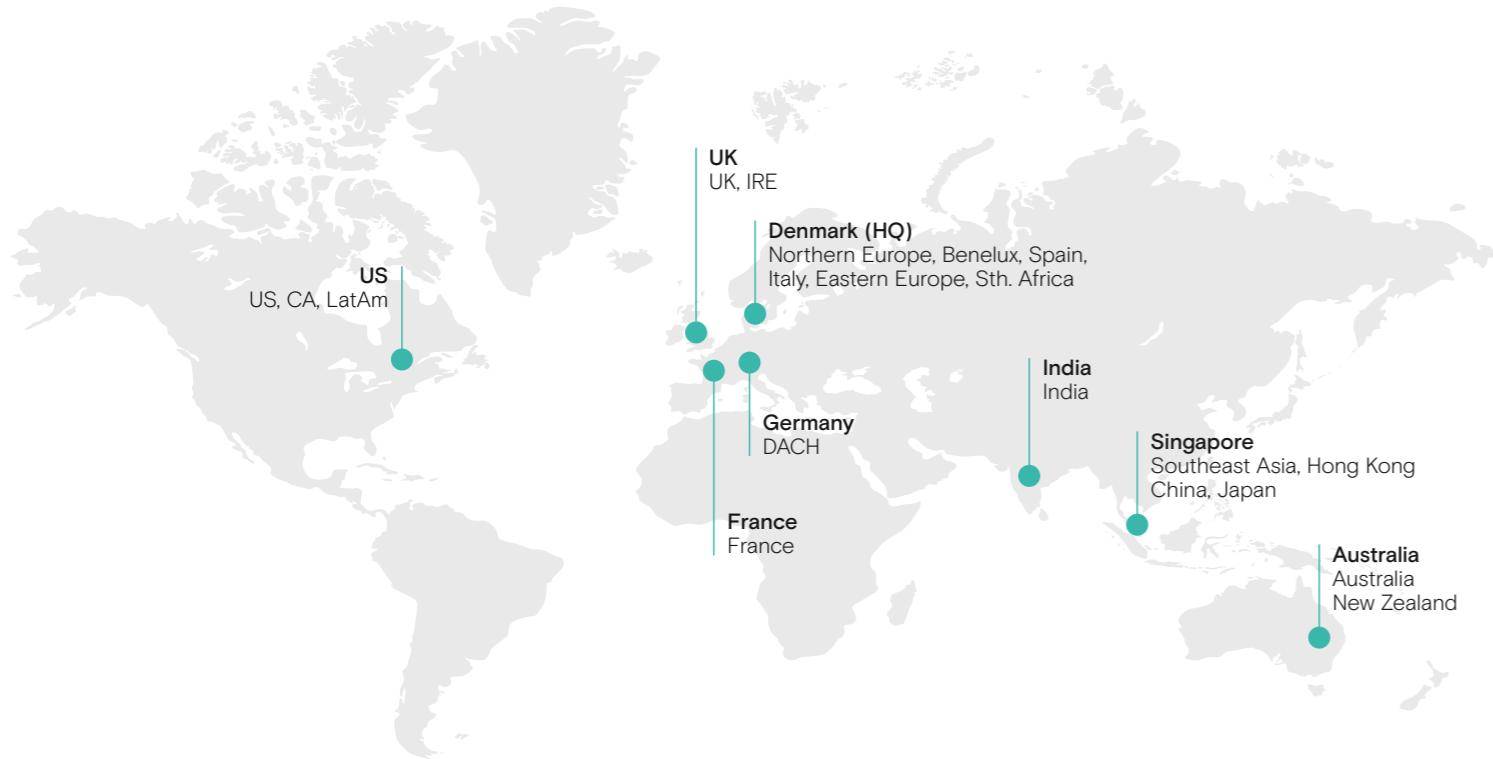 UK
UK, IRE
Denmark (HQ)
Northern Europe, Benelux, Spain,
Italy, Eastern Europe, Sth. Africa
US
US, CA, LatAm
India
India
Germany
DACH
Singapore
Southeast Asia, Hong Kong
China, Japan
France
France
Australia
Australia
New Zealand